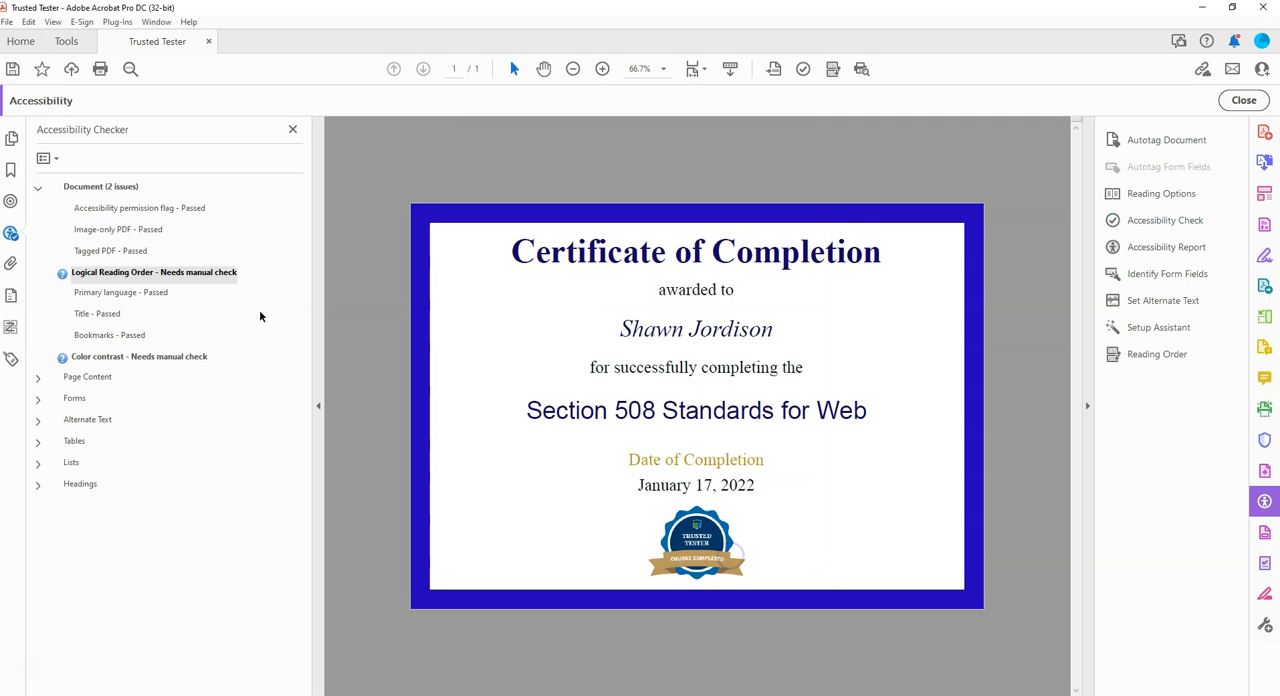 Trusted Tester - Adobe Acrobat Pro DC (32-bit)
File Edit View E-Sign Plug-Ins Window Help
Home Tools Trusted Tester
1 / 1 66.7%
Accessibility Close
Accessibility Checker
Document (2 issues)
Accessibility permission flag - Passed
Image-only PDF - Passed
Tagged PDF - Passed
Logical Reading Order - Needs manual check
Primary language - Passed
Title - Passed
Bookmarks - Passed
Color contrast - Needs manual check
Page Content
Forms
Alternate Text
Tables
Lists
Headings
Certificate of Completion
awarded to
Shawn Jordison
for successfully completing the
Section 508 Standards for Web
Date of Completion
January 17, 2022
TRUSTED
TESTER
COURSE COMPLETED
Autotag Document
Autotag Form Fields
Reading Options
Accessibility Check
Accessibility Report
Identify Form Fields
Set Alternate Text
Setup Assistant
Reading Order